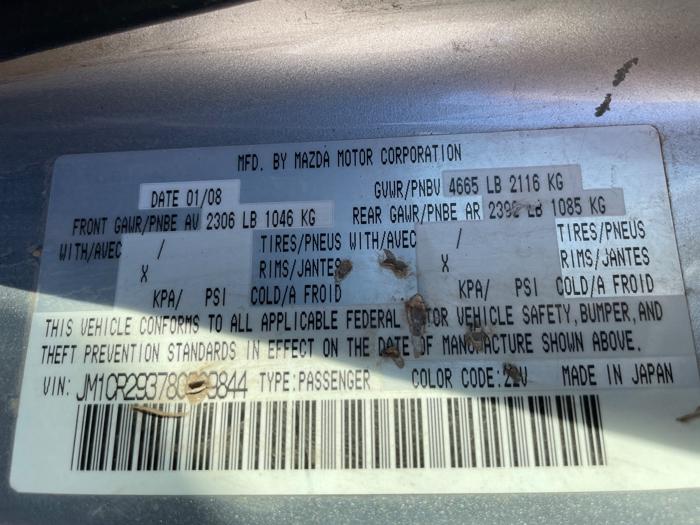 MFD. BY MAZDA MOTOR CORPORATION
DATE 01/08 GVWR/PNBV 4665 LB 2116 KG
FRONT GAWR/PNBE AV 2306 LB 1046 KG REAR GAWR/PNBE AR LB 1085 KG
WITH/AVEC / TIRES/PNEUS WITH/AVEC / TIRES/PNEUS
X RIMS/JANTES X RIMS/JANTES
KPA/ PSI COLD/A FROID KPA/ PSI COLD/A FROID
THIS VEHICLE CONFORMS TO ALL APPLICABLE FEDERAL MOTOR VEHICLE SAFETY, BUMPER, AND
THEFT PREVENTION STANDARDS IN EFFECT ON THE DATE OF MANUFACTURE SHOWN ABOVE.
VIN: TYPE: PASSENGER COLOR CODE: MADE IN JAPAN